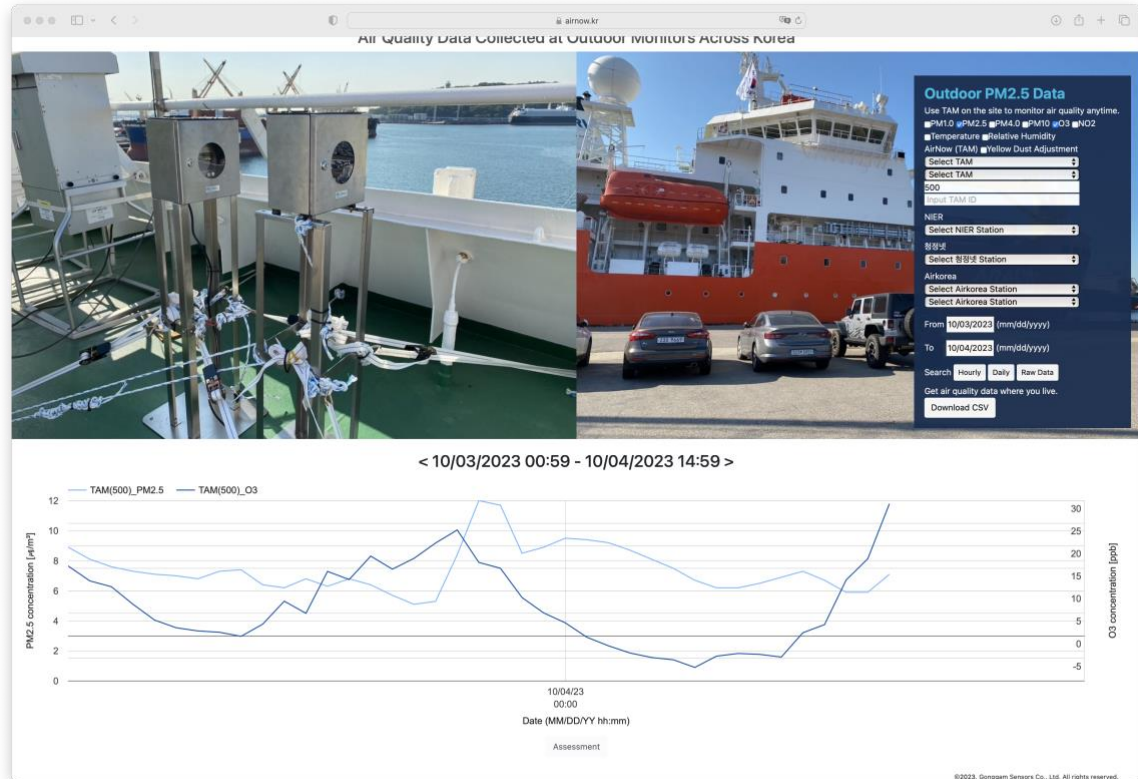 airnow.kr
Air Quality Data Collected at Outdoor Monitors Across Korea
Outdoor PM2.5 Data
Use TAM on the site to monitor air quality anytime.
PM1.0 PM2.5 PM4.0 PM10 O3 NO2
Temperature Relative Humidity
AirNow (TAM) Yellow Dust Adjustment
Select TAM
Select TAM
500
Input TAM ID
NIER
Select NIER Station
청정넷
Select 청정넷 Station
Airkorea
Select Airkorea Station
Select Airkorea Station
From 10/03/2023 (mm/dd/yyyy)
To 10/04/2023 (mm/dd/yyyy)
Search Hourly Daily Raw Data
Get air quality data where you live.
Download CSV
< 10/03/2023 00:59 - 10/04/2023 14:59 >
TAM(500)_PM2.5 TAM(500)_O3
PM2.5 concentration [㎍/m³]
12
10
8
6
4
2
0
30
25
20
15
10
5
0
-5
O3 concentration [ppb]
10/04/23
00:00
Date (MM/DD/YY hh:mm)
Assessment
©2023. Gonggam Sensors Co., Ltd. All rights reserved.